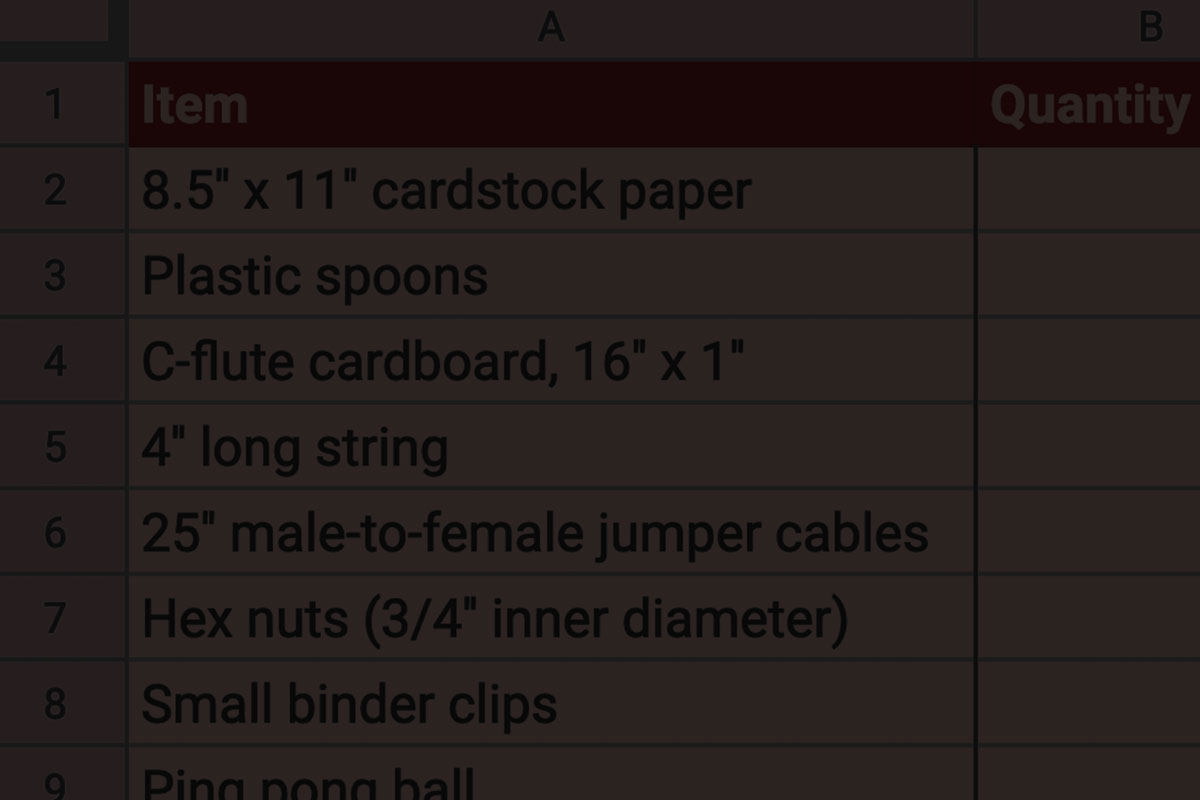 A B
1 Item Quantity
2 8.5" x 11" cardstock paper
3 Plastic spoons
4 C-flute cardboard, 16" x 1"
5 4" long string
6 25" male-to-female jumper cables
7 Hex nuts (3/4" inner diameter)
8 Small binder clips
9 Ping pong ball